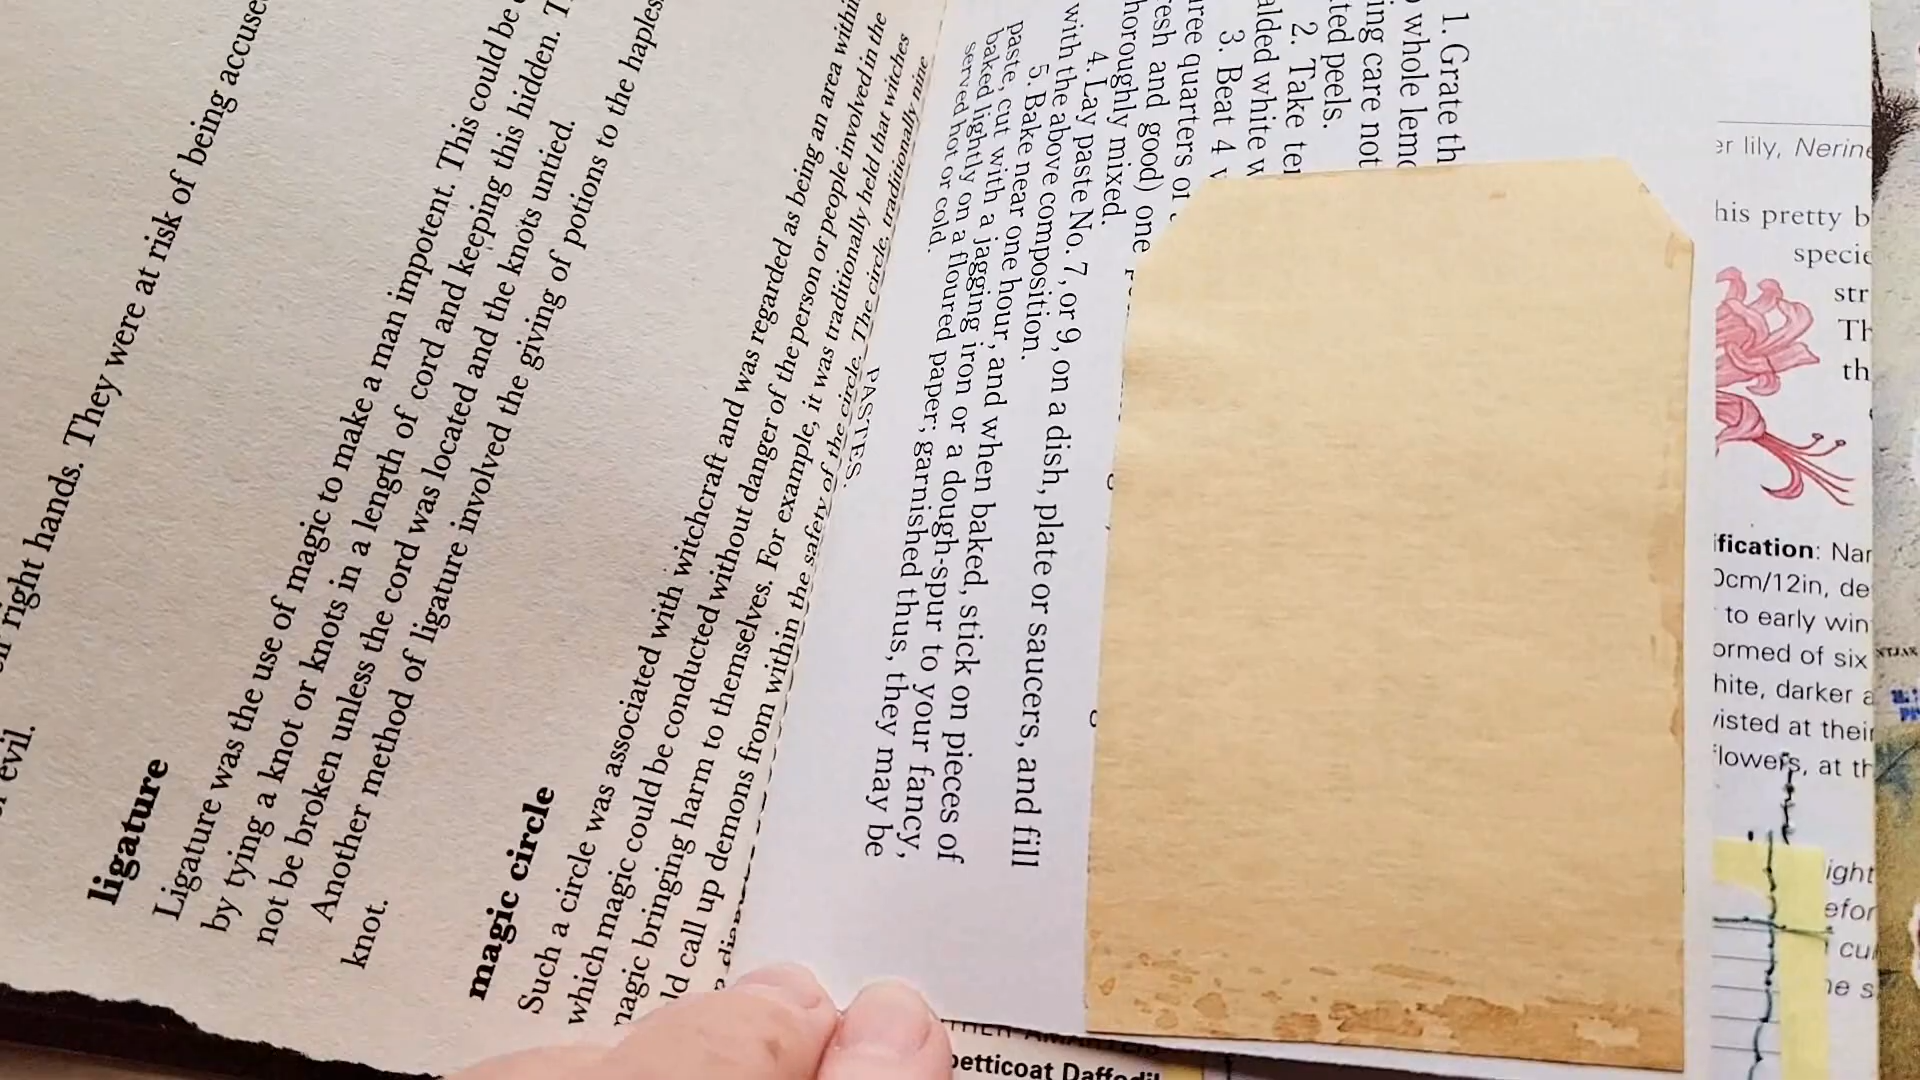 right hands. They were at risk of being accuse
evil.
ligature
Ligature was the use of magic to make a man impotent. This could be
by tying a knot or knots in a length of cord and keeping this hidden. T
not be broken unless the cord was located and the knots untied.
Another method of ligature involved the giving of potions to the haples
knot.
magic circle
Such a circle was associated with witchcraft and was regarded as being an area within
which magic could be conducted without danger of the person or people involved in the
magic bringing harm to themselves. For example, it was traditionally held that witches
ld call up demons from within the safety of the circle. The circle, traditionally nine
1. Grate th
whole lemo
ing care not
ted peels.
2. Take ten
alded white w
3. Beat 4
ree quarters of
resh and good) one
horoughly mixed.
4. Lay paste No. 7, or 9, on a dish, plate or saucers, and fill
with the above composition.
5. Bake near one hour, and when baked, stick on pieces of
paste, cut with a jagging iron or a dough-spur to your fancy,
baked lightly on a floured paper; garnished thus, they may be
served hot or cold.
PASTES
er lily, Nerine
his pretty b
specie
str
Th
th
ification: Nar
0cm/12in, de
to early win
ormed of six
hite, darker a
visted at their
flowers, at th
ight
efor
cu
ne s
petticoat Daffodil